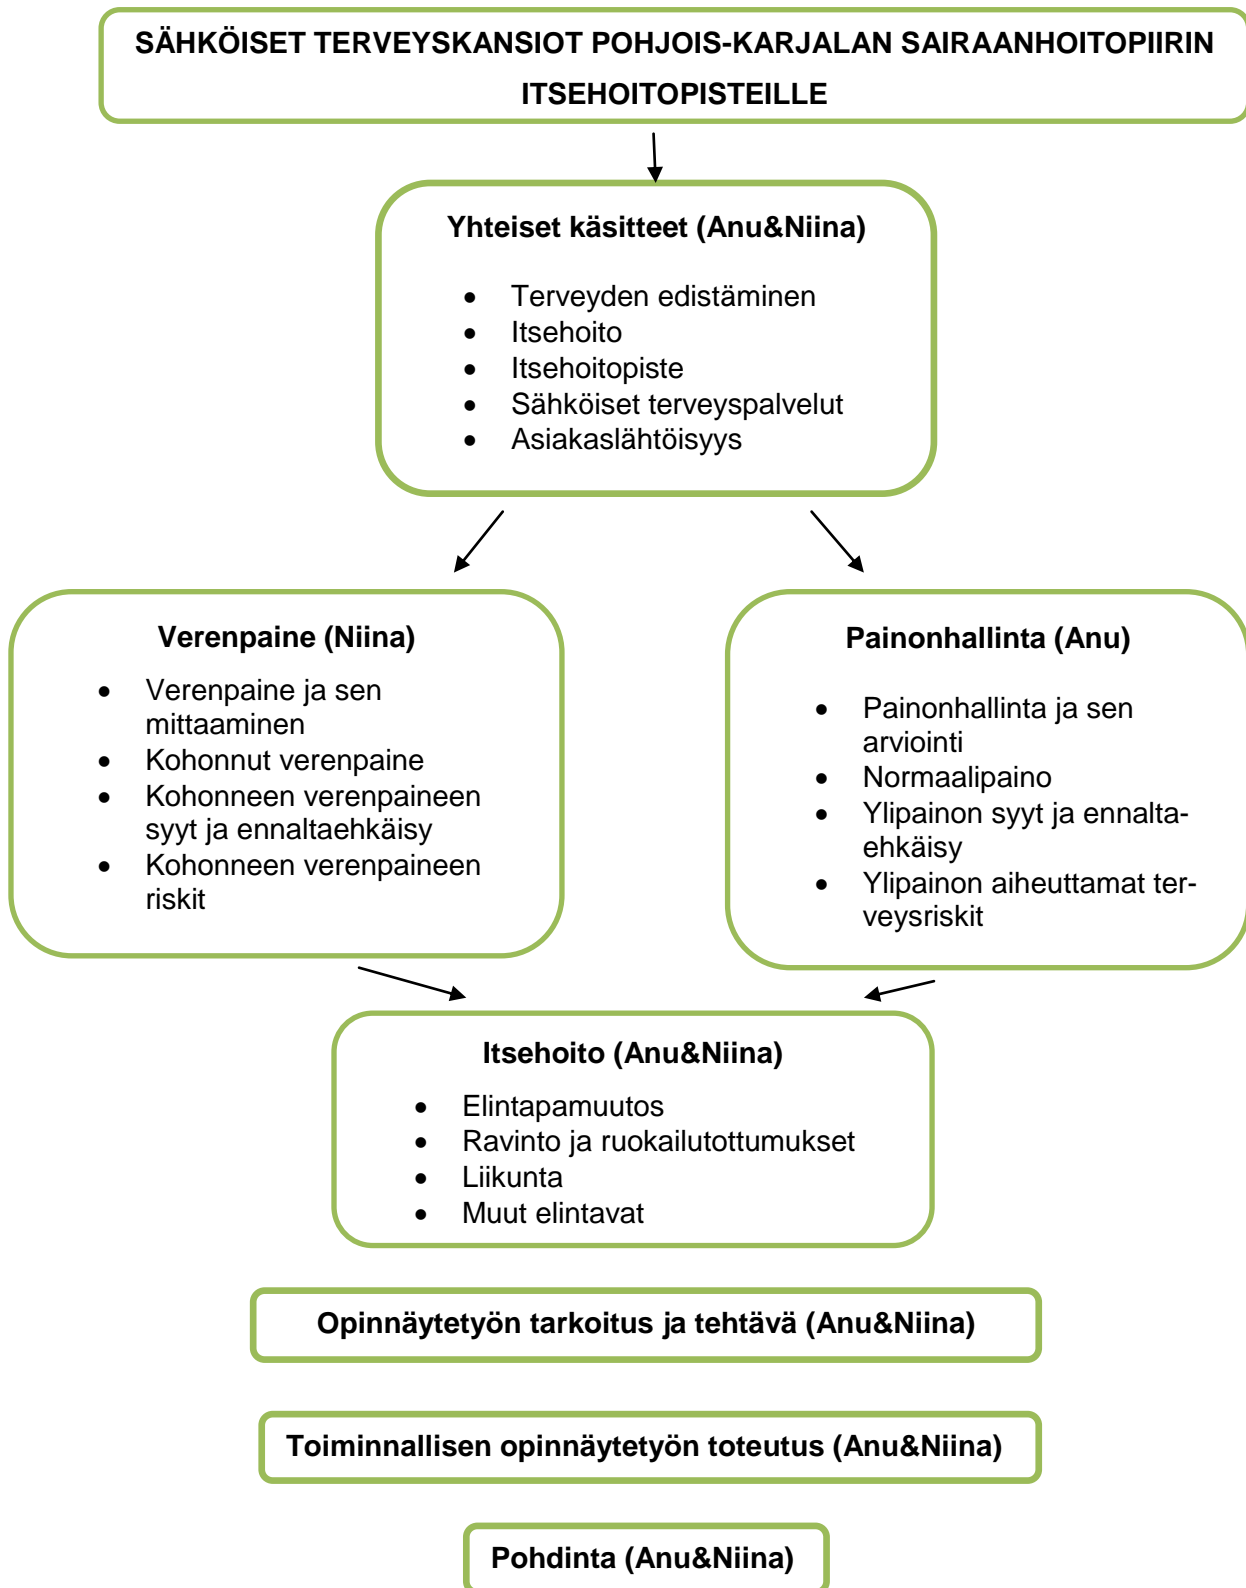 SÄHKÖISET TERVEYSKANSIOT POHJOIS-KARJALAN SAIRAANHOITOPIIRIN
ITSEHOITOPISTEILLE
Yhteiset käsitteet (Anu&Niina)
• Terveyden edistäminen
• Itsehoito
• Itsehoitopiste
• Sähköiset terveyspalvelut
• Asiakaslähtöisyys
Verenpaine (Niina)
• Verenpaine ja sen
mittaaminen
• Kohonnut verenpaine
• Kohonneen verenpaineen
syyt ja ennaltaehkäisy
• Kohonneen verenpaineen
riskit
Painonhallinta (Anu)
• Painonhallinta ja sen
arviointi
• Normaalipaino
• Ylipainon syyt ja ennalta-
ehkäisy
• Ylipainon aiheuttamat ter-
veysriskit
Itsehoito (Anu&Niina)
• Elintapamuutos
• Ravinto ja ruokailutottumukset
• Liikunta
• Muut elintavat
Opinnäytetyön tarkoitus ja tehtävä (Anu&Niina)
Toiminnallisen opinnäytetyön toteutus (Anu&Niina)
Pohdinta (Anu&Niina)